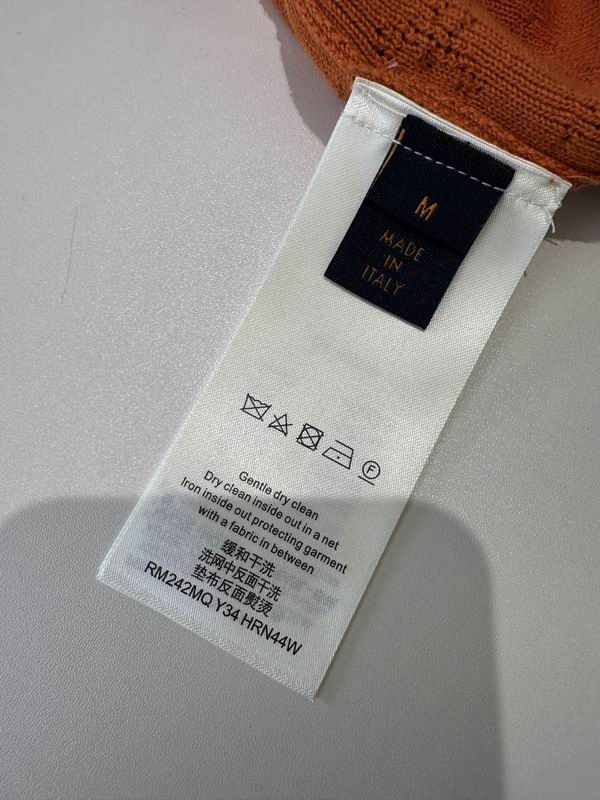 M
MADE
IN
ITALY
F
Gentle dry clean
Dry clean inside out in a net
Iron inside out protecting garment
with a fabric in between
缓和干洗
洗网中反面干洗
垫布反面熨烫
RM242MQ Y34 HRN44W